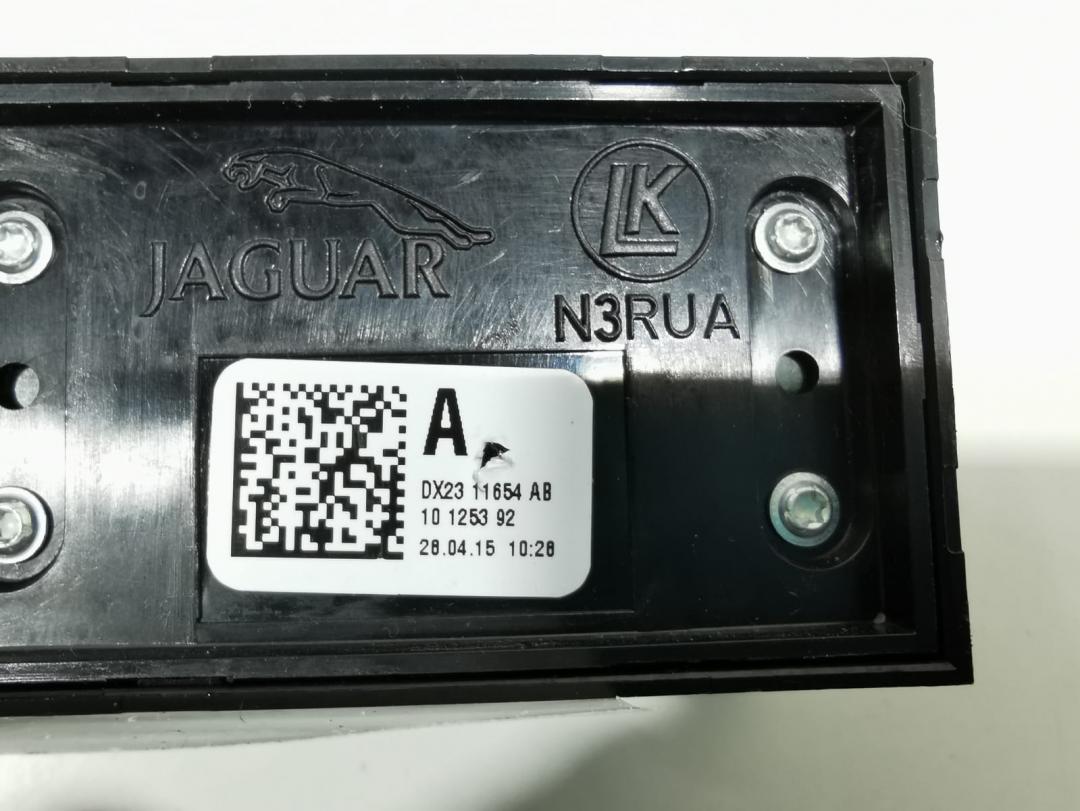 JAGUAR
LK
N3RUA
A
DX23 11654 AB
10 1253 92
28.04.15 10:28